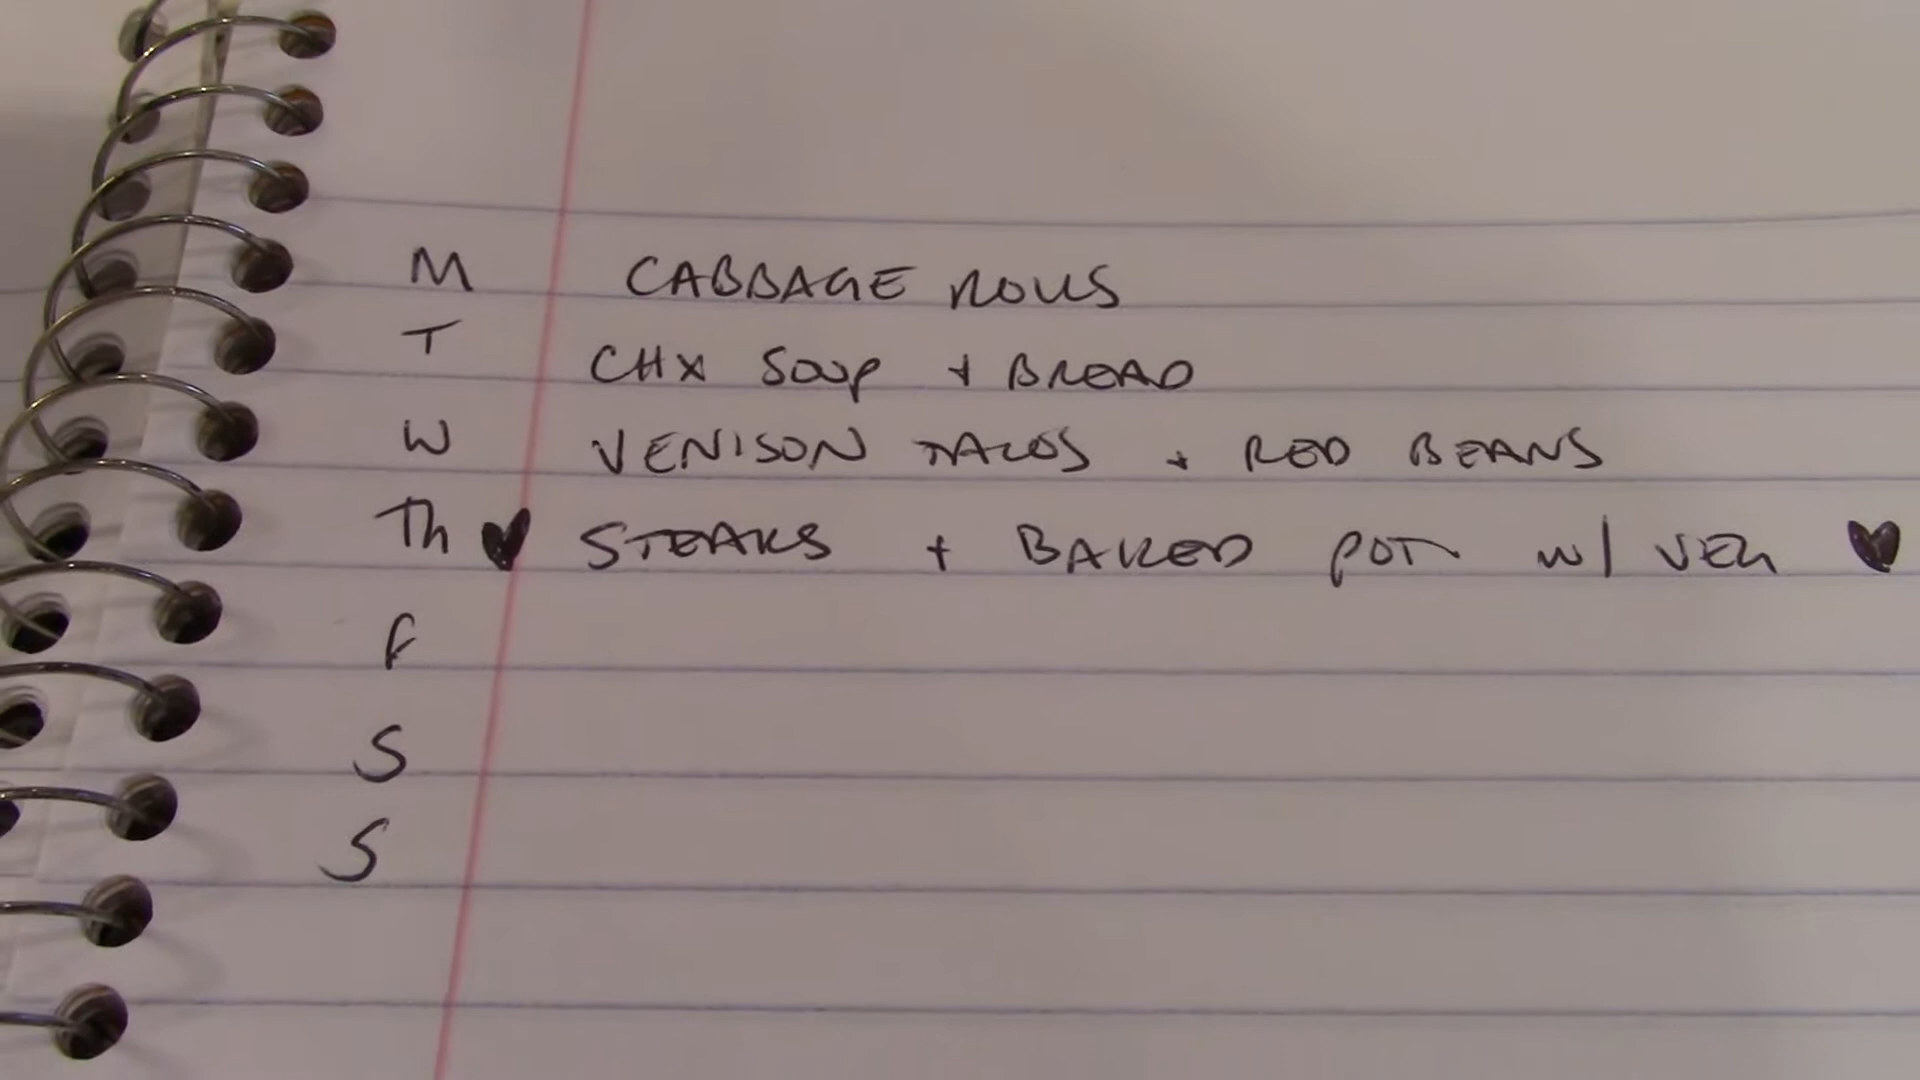 M CABBAGE ROLLS
T CHX SOUP + BREAD
W VENISON TACOS + RED BEANS
Th ♥ STEAKS + BAKED POT w/ VEG ♥
F
S
S